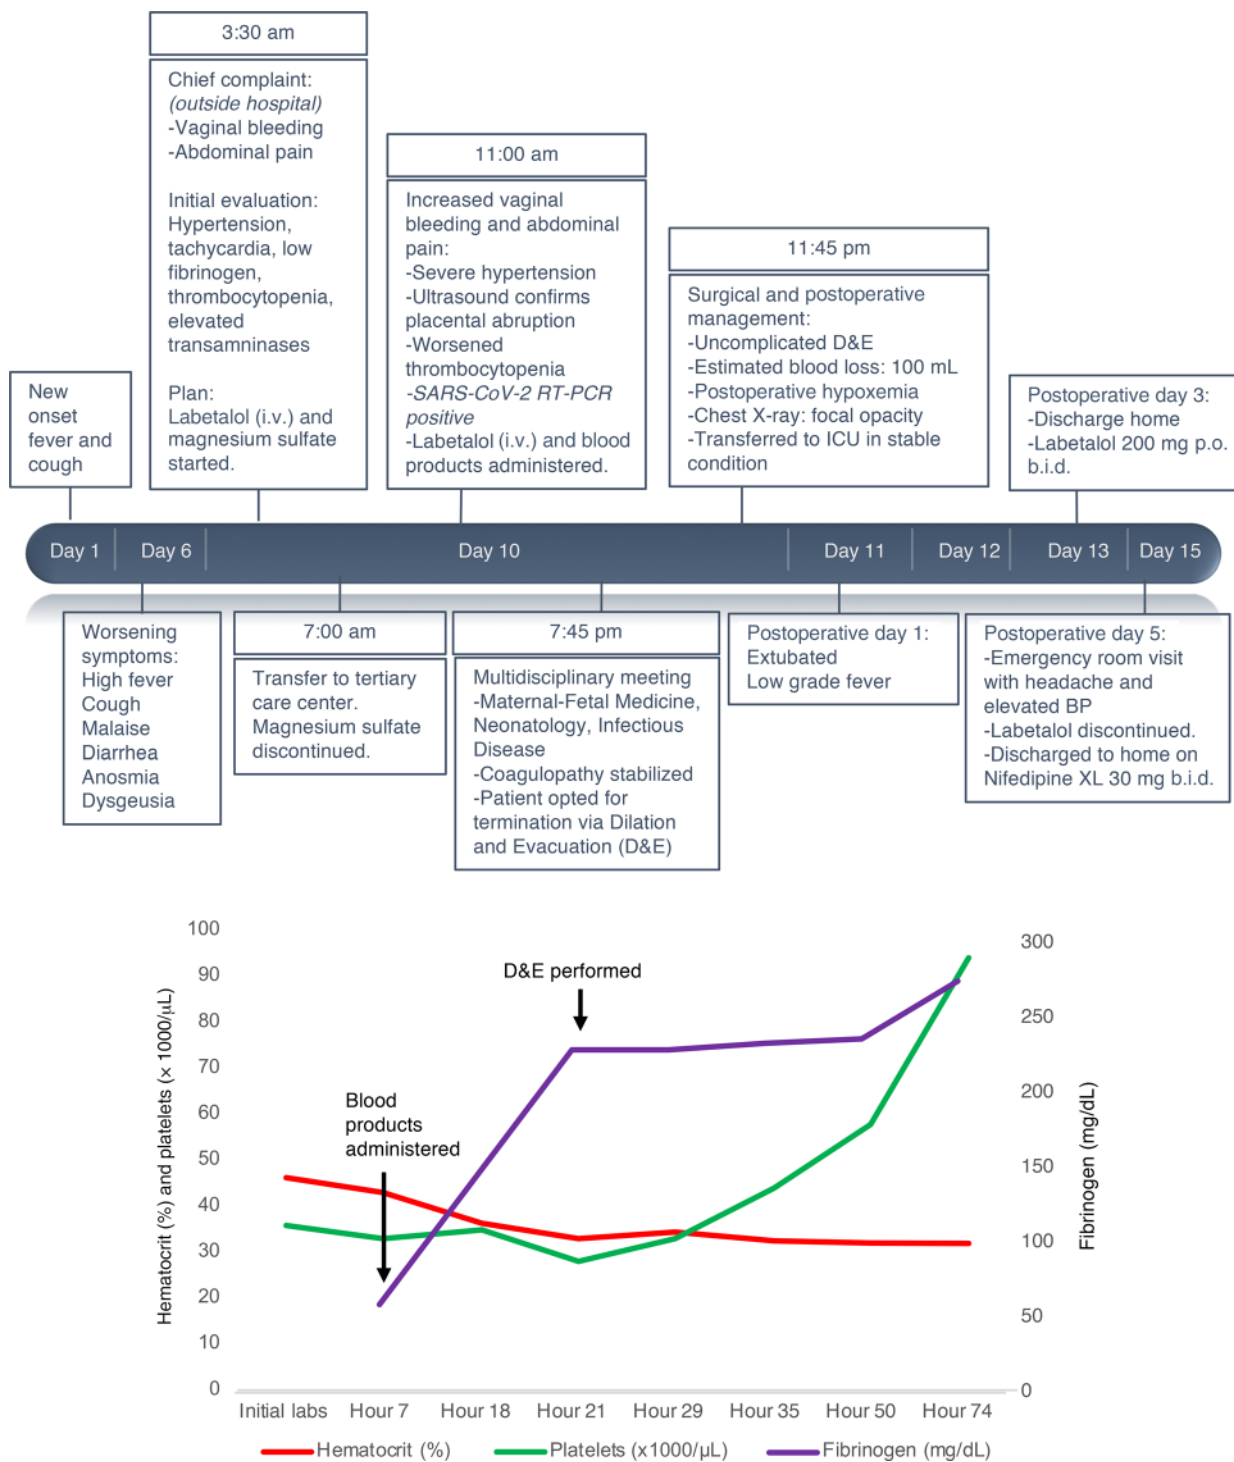 3:30 am
Chief complaint:
(outside hospital)
-Vaginal bleeding
-Abdominal pain
Initial evaluation:
Hypertension,
tachycardia, low
fibrinogen,
thrombocytopenia,
elevated
transamninases
Plan:
Labetalol (i.v.) and
magnesium sulfate
started.
11:00 am
Increased vaginal
bleeding and abdominal
pain:
-Severe hypertension
-Ultrasound confirms
placental abruption
-Worsened
thrombocytopenia
-SARS-CoV-2 RT-PCR
positive
-Labetalol (i.v.) and blood
products administered.
11:45 pm
Surgical and postoperative
management:
-Uncomplicated D&E
-Estimated blood loss: 100 mL
-Postoperative hypoxemia
-Chest X-ray: focal opacity
-Transferred to ICU in stable
condition
New
onset
fever and
cough
Postoperative day 3:
-Discharge home
-Labetalol 200 mg p.o.
b.i.d.
Day 1 Day 6 Day 10 Day 11 Day 12 Day 13 Day 15
Worsening
symptoms:
High fever
Cough
Malaise
Diarrhea
Anosmia
Dysgeusia
7:00 am
Transfer to tertiary
care center.
Magnesium sulfate
discontinued.
7:45 pm
Multidisciplinary meeting
-Maternal-Fetal Medicine,
Neonatology, Infectious
Disease
-Coagulopathy stabilized
-Patient opted for
termination via Dilation
and Evacuation (D&E)
Postoperative day 1:
Extubated
Low grade fever
Postoperative day 5:
-Emergency room visit
with headache and
elevated BP
-Labetalol discontinued.
-Discharged to home on
Nifedipine XL 30 mg b.i.d.
Hematocrit (%) and platelets (× 1000/μL)
100
90
80
70
60
50
40
30
20
10
0
D&E performed
Blood
products
administered
300
250
200
150
100
50
0
Fibrinogen (mg/dL)
Initial labs Hour 7 Hour 18 Hour 21 Hour 29 Hour 35 Hour 50 Hour 74
Hematocrit (%) Platelets (x1000/μL) Fibrinogen (mg/dL)